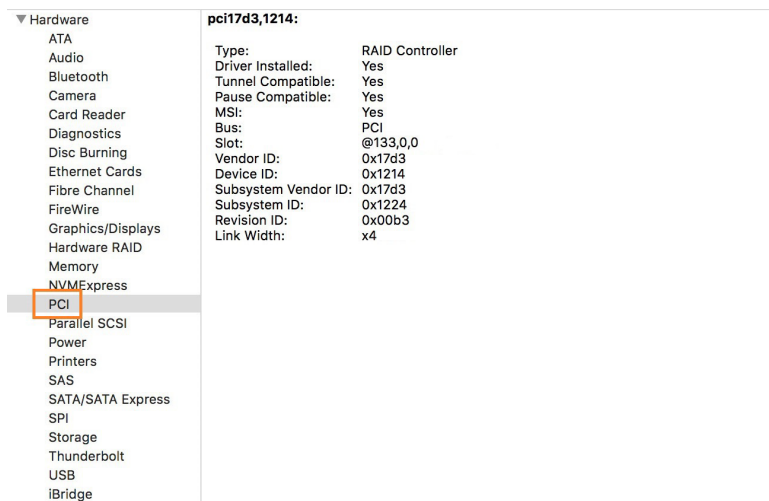 Hardware
ATA
Audio
Bluetooth
Camera
Card Reader
Diagnostics
Disc Burning
Ethernet Cards
Fibre Channel
FireWire
Graphics/Displays
Hardware RAID
Memory
NVMExpress
PCI
Parallel SCSI
Power
Printers
SAS
SATA/SATA Express
SPI
Storage
Thunderbolt
USB
iBridge
pci17d3,1214:
Type: RAID Controller
Driver Installed: Yes
Tunnel Compatible: Yes
Pause Compatible: Yes
MSI: Yes
Bus: PCI
Slot: @133,0,0
Vendor ID: 0x17d3
Device ID: 0x1214
Subsystem Vendor ID: 0x17d3
Subsystem ID: 0x1224
Revision ID: 0x00b3
Link Width: x4